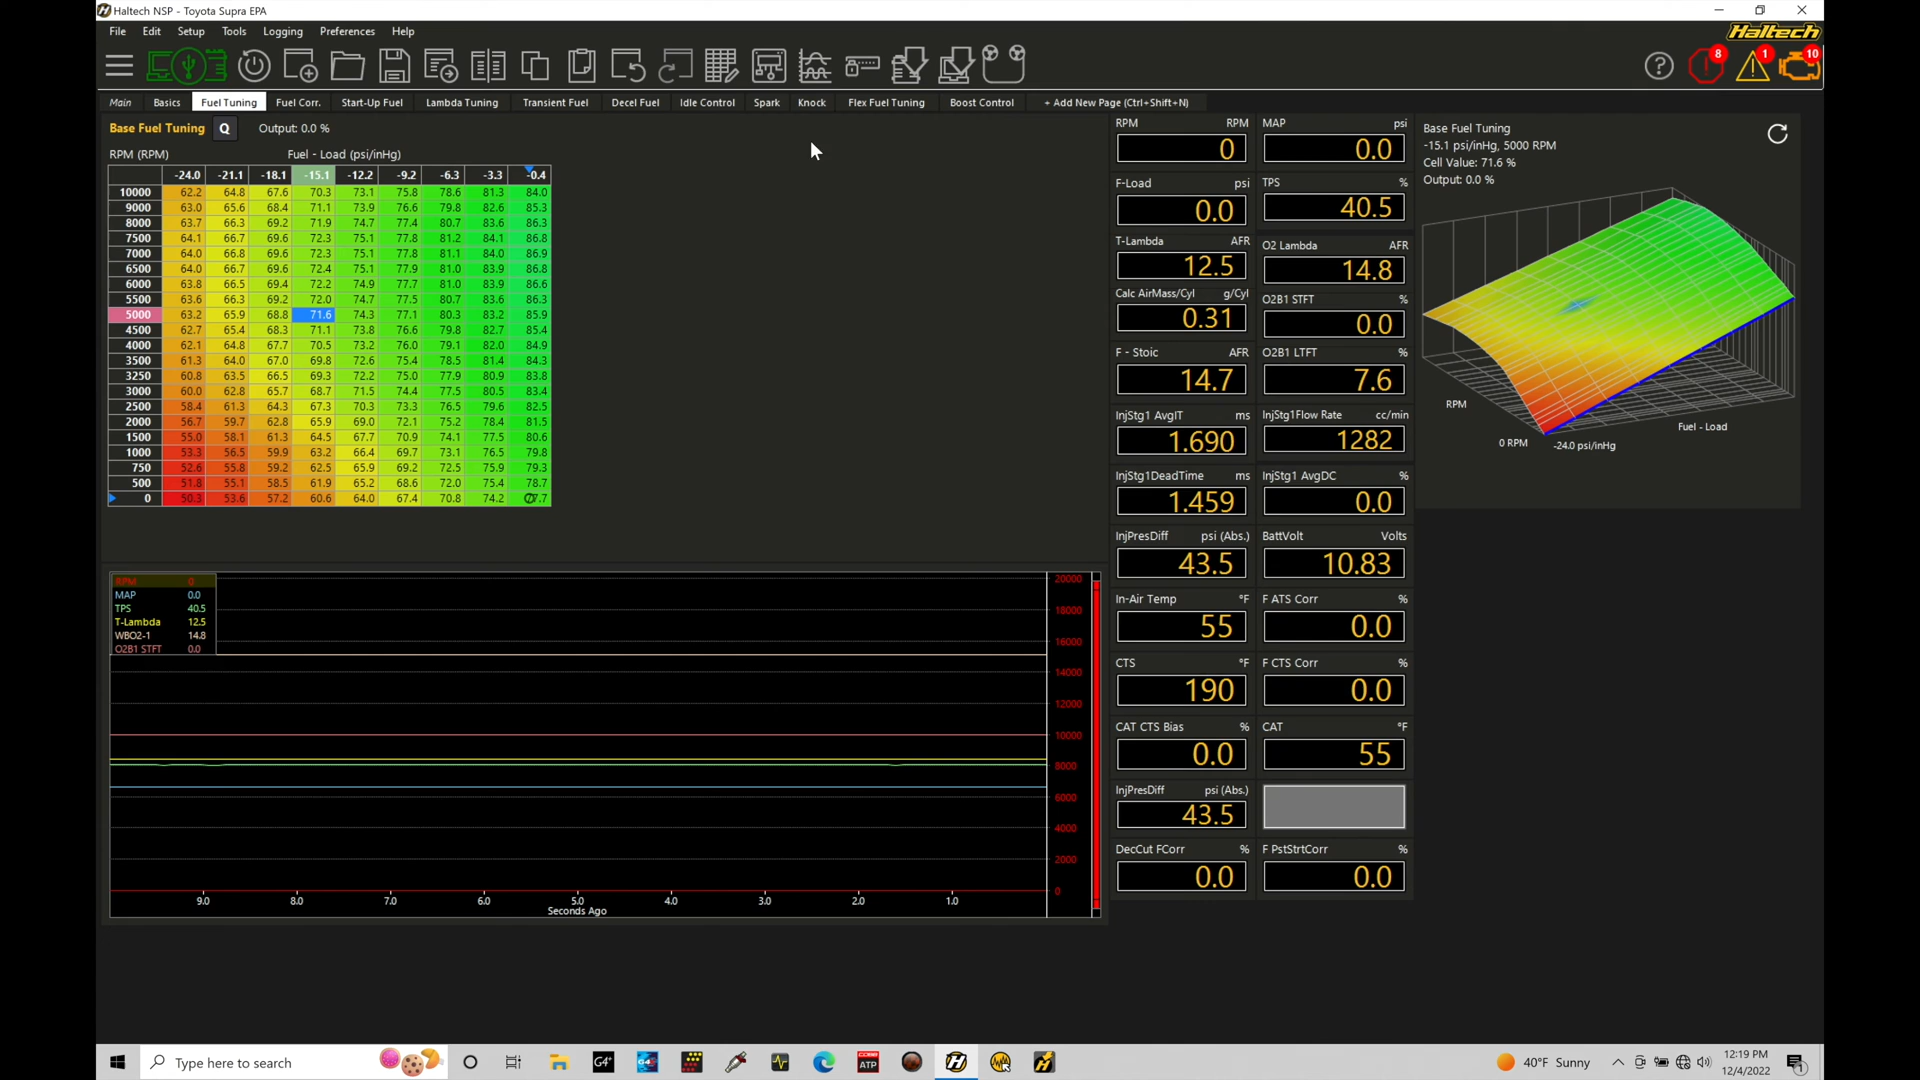 Haltech NSP - Toyota Supra EPA
File Edit Setup Tools Logging Preferences Help
Haltech
8 1 10
Main Basics Fuel Tuning Fuel Corr. Start-Up Fuel Lambda Tuning Transient Fuel Decel Fuel Idle Control Spark Knock Flex Fuel Tuning Boost Control + Add New Page (Ctrl+Shift+N)
Base Fuel Tuning Q Output: 0.0 %
RPM (RPM) Fuel - Load (psi/inHg)
-24.0 -21.1 -18.1 -15.1 -12.2 -9.2 -6.3 -3.3 -0.4
10000 62.2 64.8 67.6 70.3 73.1 75.8 78.6 81.3 84.0
9000 63.0 65.6 68.4 71.1 73.9 76.6 79.8 82.6 85.3
8000 63.7 66.3 69.2 71.9 74.7 77.4 80.7 83.6 86.3
7500 64.1 66.7 69.6 72.3 75.1 77.8 81.2 84.1 86.8
7000 64.0 66.8 69.6 72.3 75.1 77.8 81.1 84.0 86.9
6500 64.0 66.7 69.6 72.4 75.1 77.9 81.0 83.9 86.8
6000 63.8 66.5 69.4 72.2 74.9 77.7 81.0 83.9 86.6
5500 63.6 66.3 69.2 72.0 74.7 77.5 80.7 83.6 86.3
5000 63.2 65.9 68.8 71.6 74.3 77.1 80.3 83.2 85.9
4500 62.7 65.4 68.3 71.1 73.8 76.6 79.8 82.7 85.4
4000 62.1 64.8 67.7 70.5 73.2 76.0 79.1 82.0 84.9
3500 61.3 64.0 67.0 69.8 72.6 75.4 78.5 81.4 84.3
3250 60.8 63.5 66.5 69.3 72.2 75.0 77.9 80.9 83.8
3000 60.0 62.8 65.7 68.7 71.5 74.4 77.5 80.5 83.4
2500 58.4 61.3 64.3 67.3 70.3 73.3 76.5 79.6 82.5
2000 56.7 59.7 62.8 65.9 69.0 72.1 75.2 78.4 81.5
1500 55.0 58.1 61.3 64.5 67.7 70.9 74.1 77.5 80.6
1000 53.3 56.5 59.9 63.2 66.4 69.7 73.1 76.5 79.8
750 52.6 55.8 59.2 62.5 65.9 69.2 72.5 75.9 79.3
500 51.8 55.1 58.5 61.9 65.2 68.6 72.0 75.4 78.7
0 50.3 53.6 57.2 60.6 64.0 67.4 70.8 74.2 77.7
RPM 0
MAP 0.0
TPS 40.5
T-Lambda 12.5
WBO2-1 14.8
O2B1 STFT 0.0
20000
18000
16000
14000
12000
10000
8000
6000
4000
2000
0
9.0 8.0 7.0 6.0 5.0 4.0 3.0 2.0 1.0
Seconds Ago
RPM RPM MAP psi
0 0.0
F-Load psi TPS %
0.0 40.5
T-Lambda AFR O2 Lambda AFR
12.5 14.8
Calc AirMass/Cyl g/Cyl O2B1 STFT %
0.31 0.0
F - Stoic AFR O2B1 LTFT %
14.7 7.6
InjStg1 AvgIT ms InjStg1Flow Rate cc/min
1.690 1282
InjStg1DeadTime ms InjStg1 AvgDC %
1.459 0.0
InjPresDiff psi (Abs.) BattVolt Volts
43.5 10.83
In-Air Temp °F F ATS Corr %
55 0.0
CTS °F F CTS Corr %
190 0.0
CAT CTS Bias % CAT °F
0.0 55
InjPresDiff psi (Abs.)
43.5
DecCut FCorr % F PstStrtCorr %
0.0 0.0
Base Fuel Tuning
-15.1 psi/inHg, 5000 RPM
Cell Value: 71.6 %
Output: 0.0 %
RPM
0 RPM
-24.0 psi/inHg
Fuel - Load
Type here to search
G4+
ATP
40°F Sunny
12:19 PM
12/4/2022
1